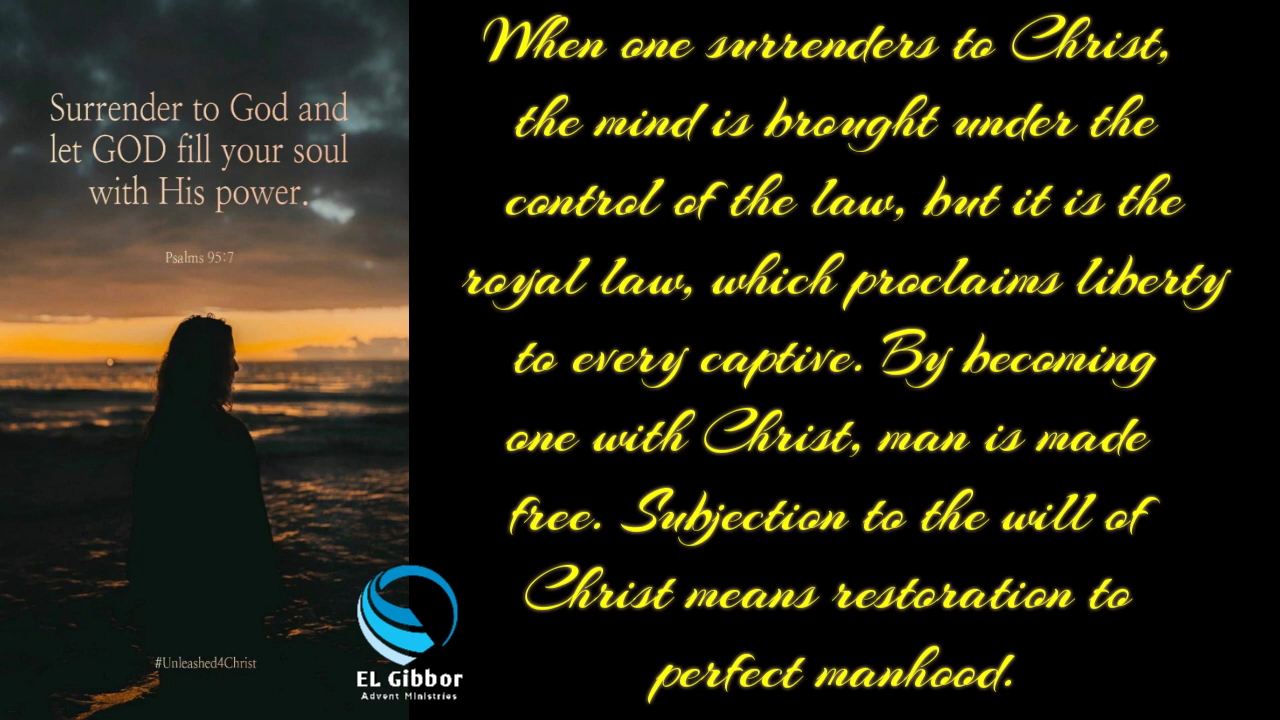 Surrender to God and
let GOD fill your soul
with His power.
Psalms 95:7
#Unleashed4Christ
EL Gibbor
Advent Ministries
When one surrenders to Christ,
the mind is brought under the
control of the law, but it is the
royal law, which proclaims liberty
to every captive. By becoming
one with Christ, man is made
free. Subjection to the will of
Christ means restoration to
perfect manhood.